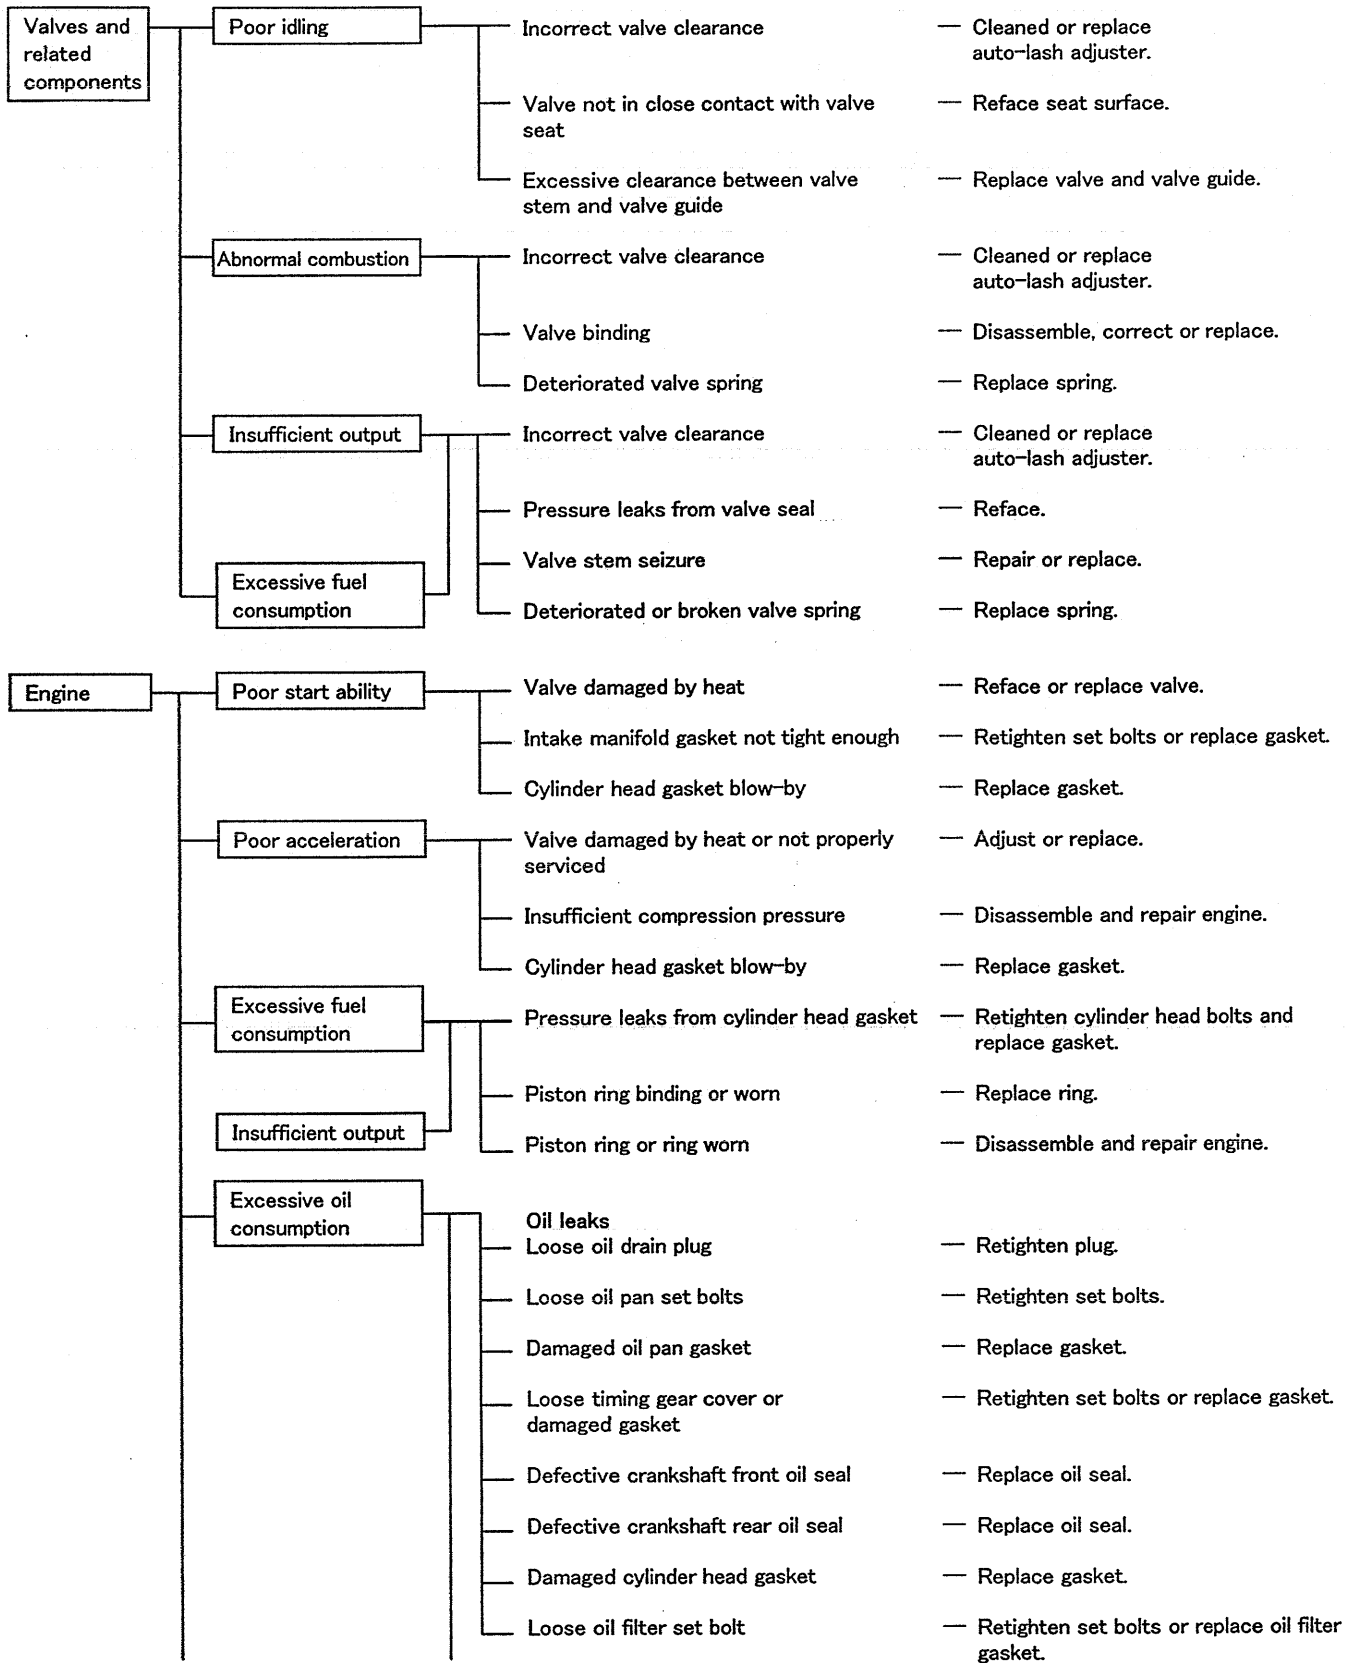 Valves and
related
components
Poor idling
Incorrect valve clearance
— Cleaned or replace
auto-lash adjuster.
Valve not in close contact with valve
seat
— Reface seat surface.
Excessive clearance between valve
stem and valve guide
— Replace valve and valve guide.
Abnormal combustion
Incorrect valve clearance
— Cleaned or replace
auto-lash adjuster.
Valve binding
— Disassemble, correct or replace.
Deteriorated valve spring
— Replace spring.
Insufficient output
Incorrect valve clearance
— Cleaned or replace
auto-lash adjuster.
Pressure leaks from valve seal
— Reface.
Valve stem seizure
— Repair or replace.
Excessive fuel
consumption
Deteriorated or broken valve spring
— Replace spring.
Engine
Poor start ability
Valve damaged by heat
— Reface or replace valve.
Intake manifold gasket not tight enough
— Retighten set bolts or replace gasket.
Cylinder head gasket blow-by
— Replace gasket.
Poor acceleration
Valve damaged by heat or not properly
serviced
— Adjust or replace.
Insufficient compression pressure
— Disassemble and repair engine.
Cylinder head gasket blow-by
— Replace gasket.
Excessive fuel
consumption
Pressure leaks from cylinder head gasket
— Retighten cylinder head bolts and
replace gasket.
Piston ring binding or worn
— Replace ring.
Insufficient output
Piston ring or ring worn
— Disassemble and repair engine.
Excessive oil
consumption
Oil leaks
Loose oil drain plug
— Retighten plug.
Loose oil pan set bolts
— Retighten set bolts.
Damaged oil pan gasket
— Replace gasket.
Loose timing gear cover or
damaged gasket
— Retighten set bolts or replace gasket.
Defective crankshaft front oil seal
— Replace oil seal.
Defective crankshaft rear oil seal
— Replace oil seal.
Damaged cylinder head gasket
— Replace gasket.
Loose oil filter set bolt
— Retighten set bolts or replace oil filter
gasket.